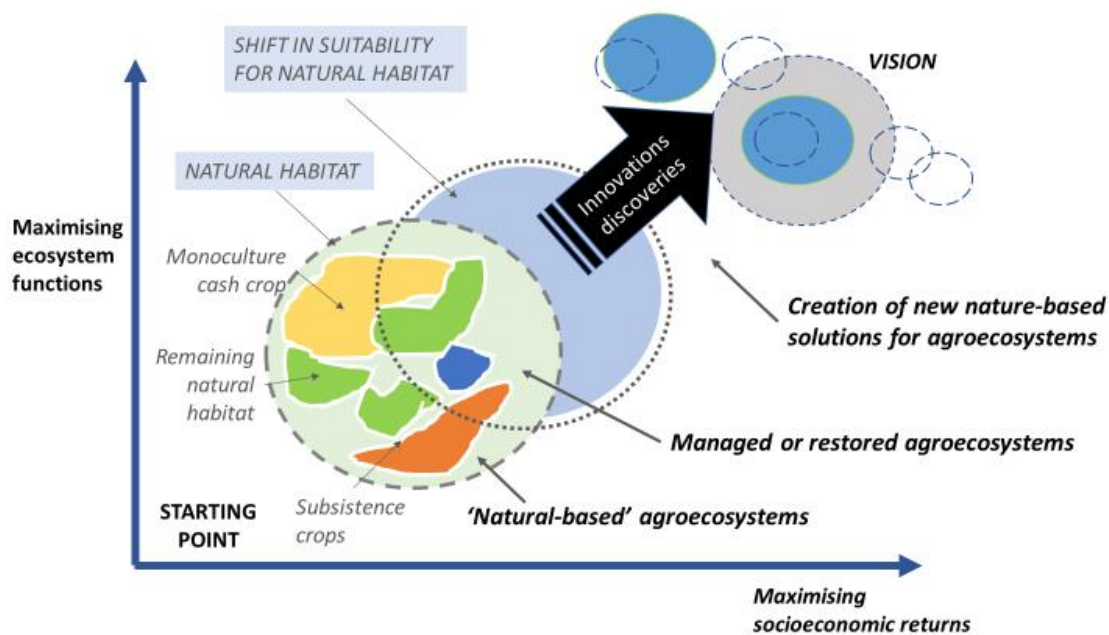 SHIFT IN SUITABILITY
FOR NATURAL HABITAT
VISION
NATURAL HABITAT
Innovations
discoveries
Maximising
ecosystem
functions
Monoculture
cash crop
Creation of new nature-based
solutions for agroecosystems
Remaining
natural
habitat
Managed or restored agroecosystems
STARTING
POINT
Subsistence
crops
‘Natural-based’ agroecosystems
Maximising
socioeconomic returns